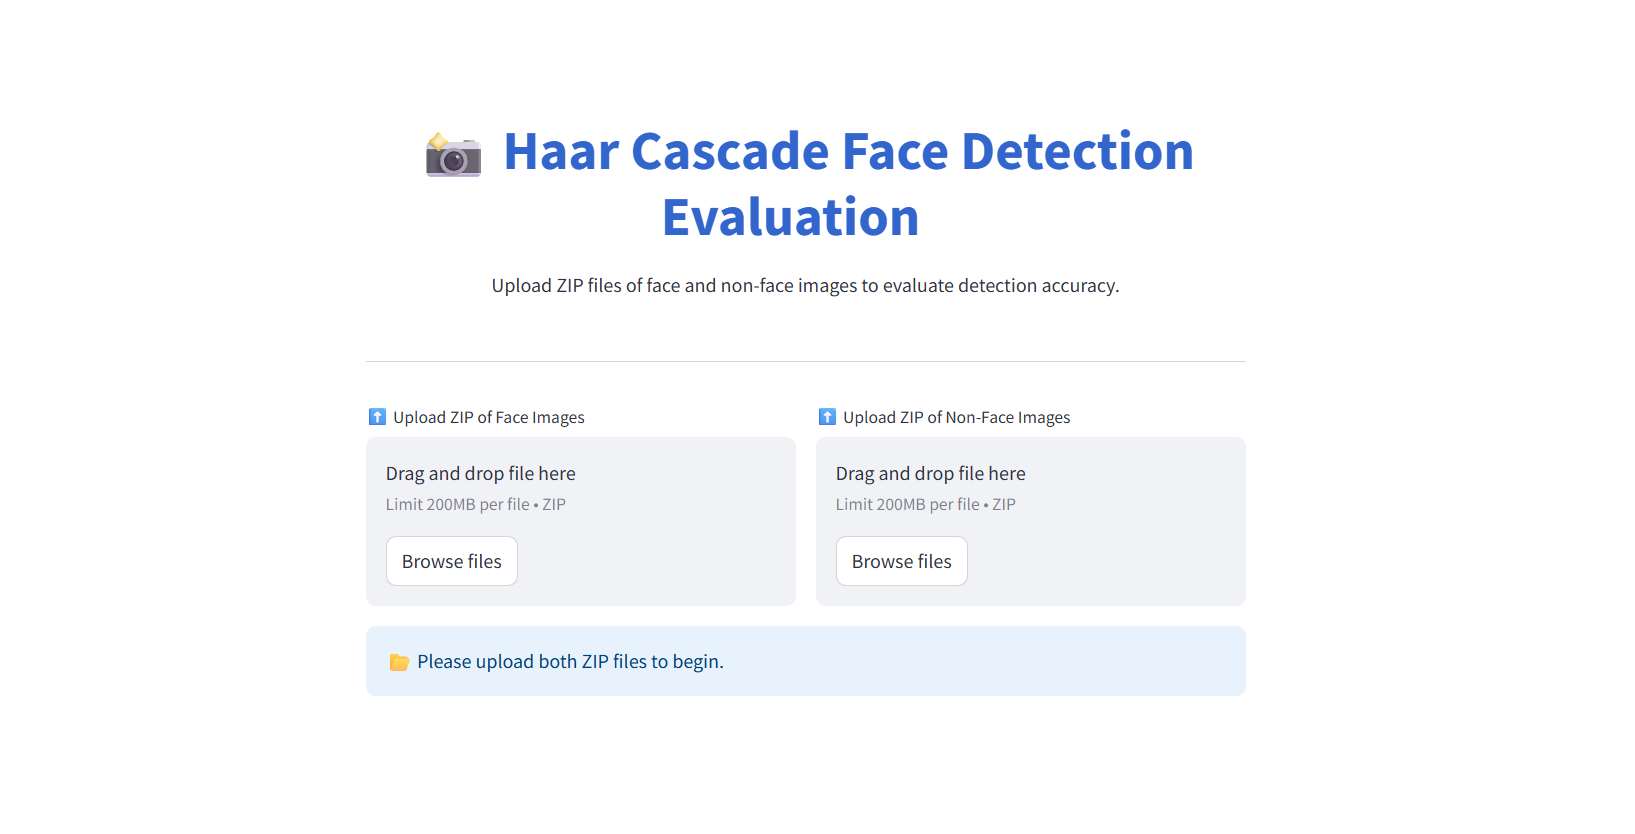 Haar Cascade Face Detection
Evaluation
Upload ZIP files of face and non-face images to evaluate detection accuracy.
Upload ZIP of Face Images
Drag and drop file here
Limit 200MB per file • ZIP
Browse files
Upload ZIP of Non-Face Images
Drag and drop file here
Limit 200MB per file • ZIP
Browse files
Please upload both ZIP files to begin.